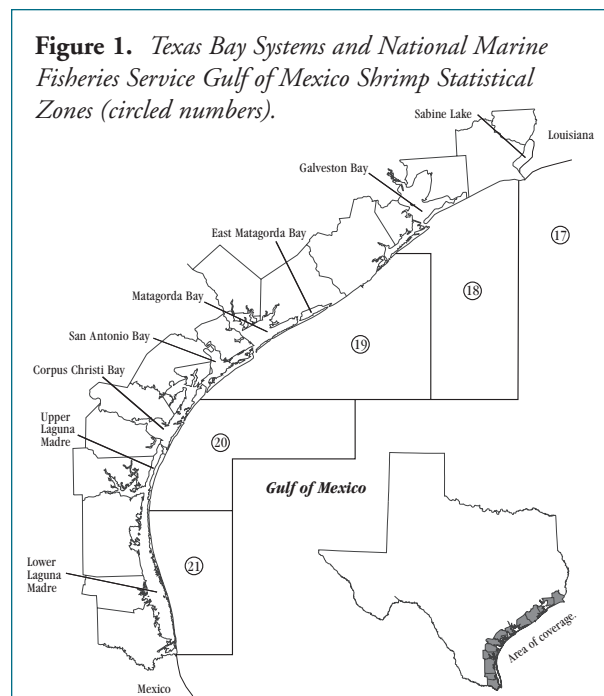 Figure 1. Texas Bay Systems and National Marine
Fisheries Service Gulf of Mexico Shrimp Statistical
Zones (circled numbers).
Sabine Lake
Louisiana
Galveston Bay
17
East Matagorda Bay
18
Matagorda Bay
19
San Antonio Bay
Corpus Christi Bay
Upper
Laguna
Madre
20
Gulf of Mexico
21
Lower
Laguna
Madre
Area of coverage.
Mexico